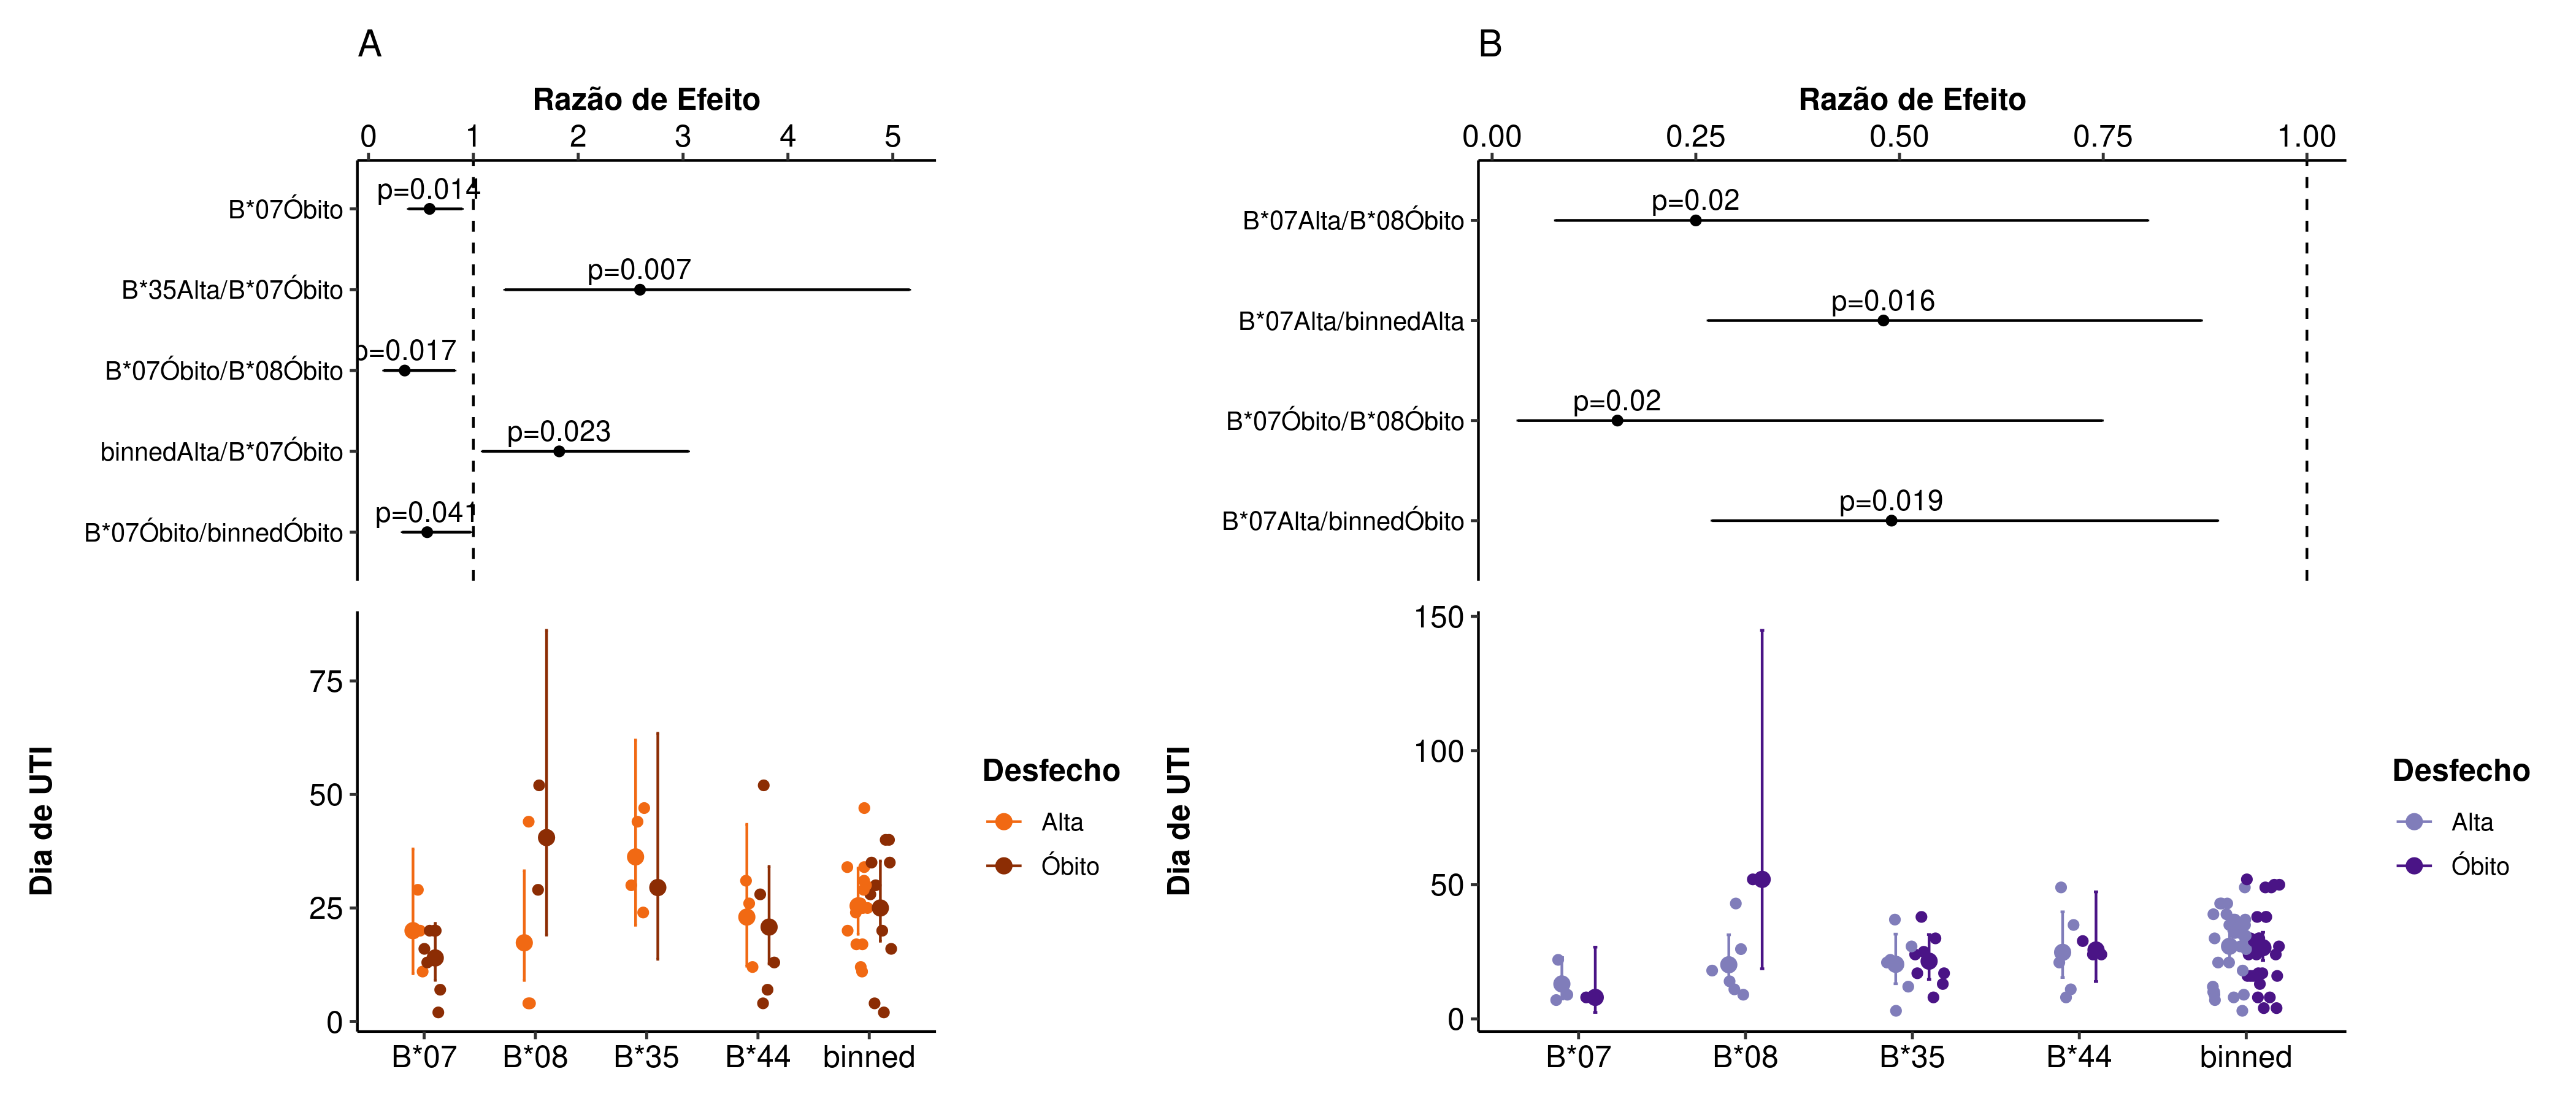 A
Razão de Efeito
0 1 2 3 4 5
p=0.014
B*07Óbito
p=0.007
B*35Alta/B*07Óbito
p=0.017
B*07Óbito/B*08Óbito
p=0.023
binnedAlta/B*07Óbito
p=0.041
B*07Óbito/binnedÓbito
Dia de UTI
75
50
25
0
B*07 B*08 B*35 B*44 binned
Desfecho
Alta
Óbito
B
Razão de Efeito
0.00 0.25 0.50 0.75 1.00
p=0.02
B*07Alta/B*08Óbito
p=0.016
B*07Alta/binnedAlta
p=0.02
B*07Óbito/B*08Óbito
p=0.019
B*07Alta/binnedÓbito
Dia de UTI
150
100
50
0
B*07 B*08 B*35 B*44 binned
Desfecho
Alta
Óbito